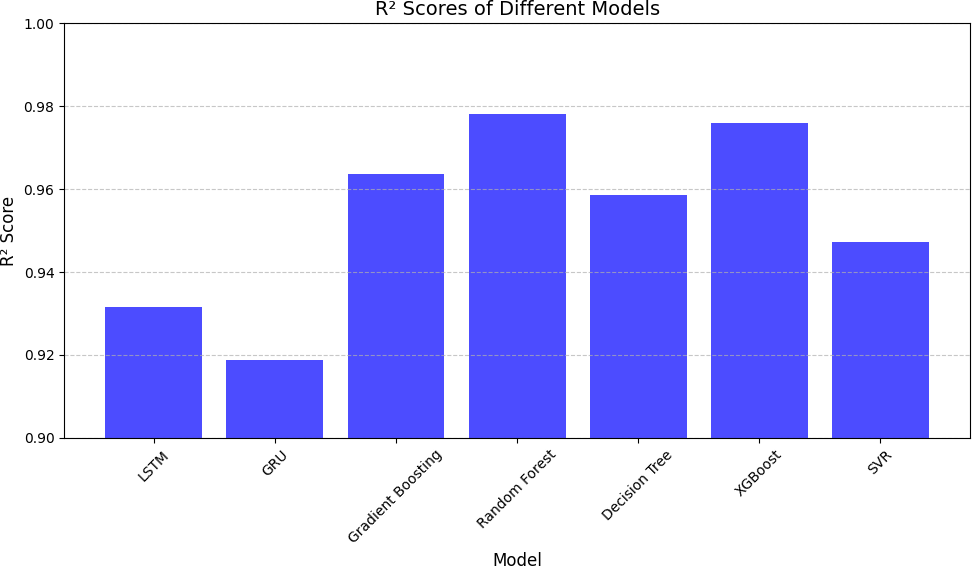 R² Scores of Different Models
1.00
0.98
0.96
0.94
0.92
0.90
R² Score
LSTM
GRU
Gradient Boosting
Random Forest
Decision Tree
XGBoost
SVR
Model